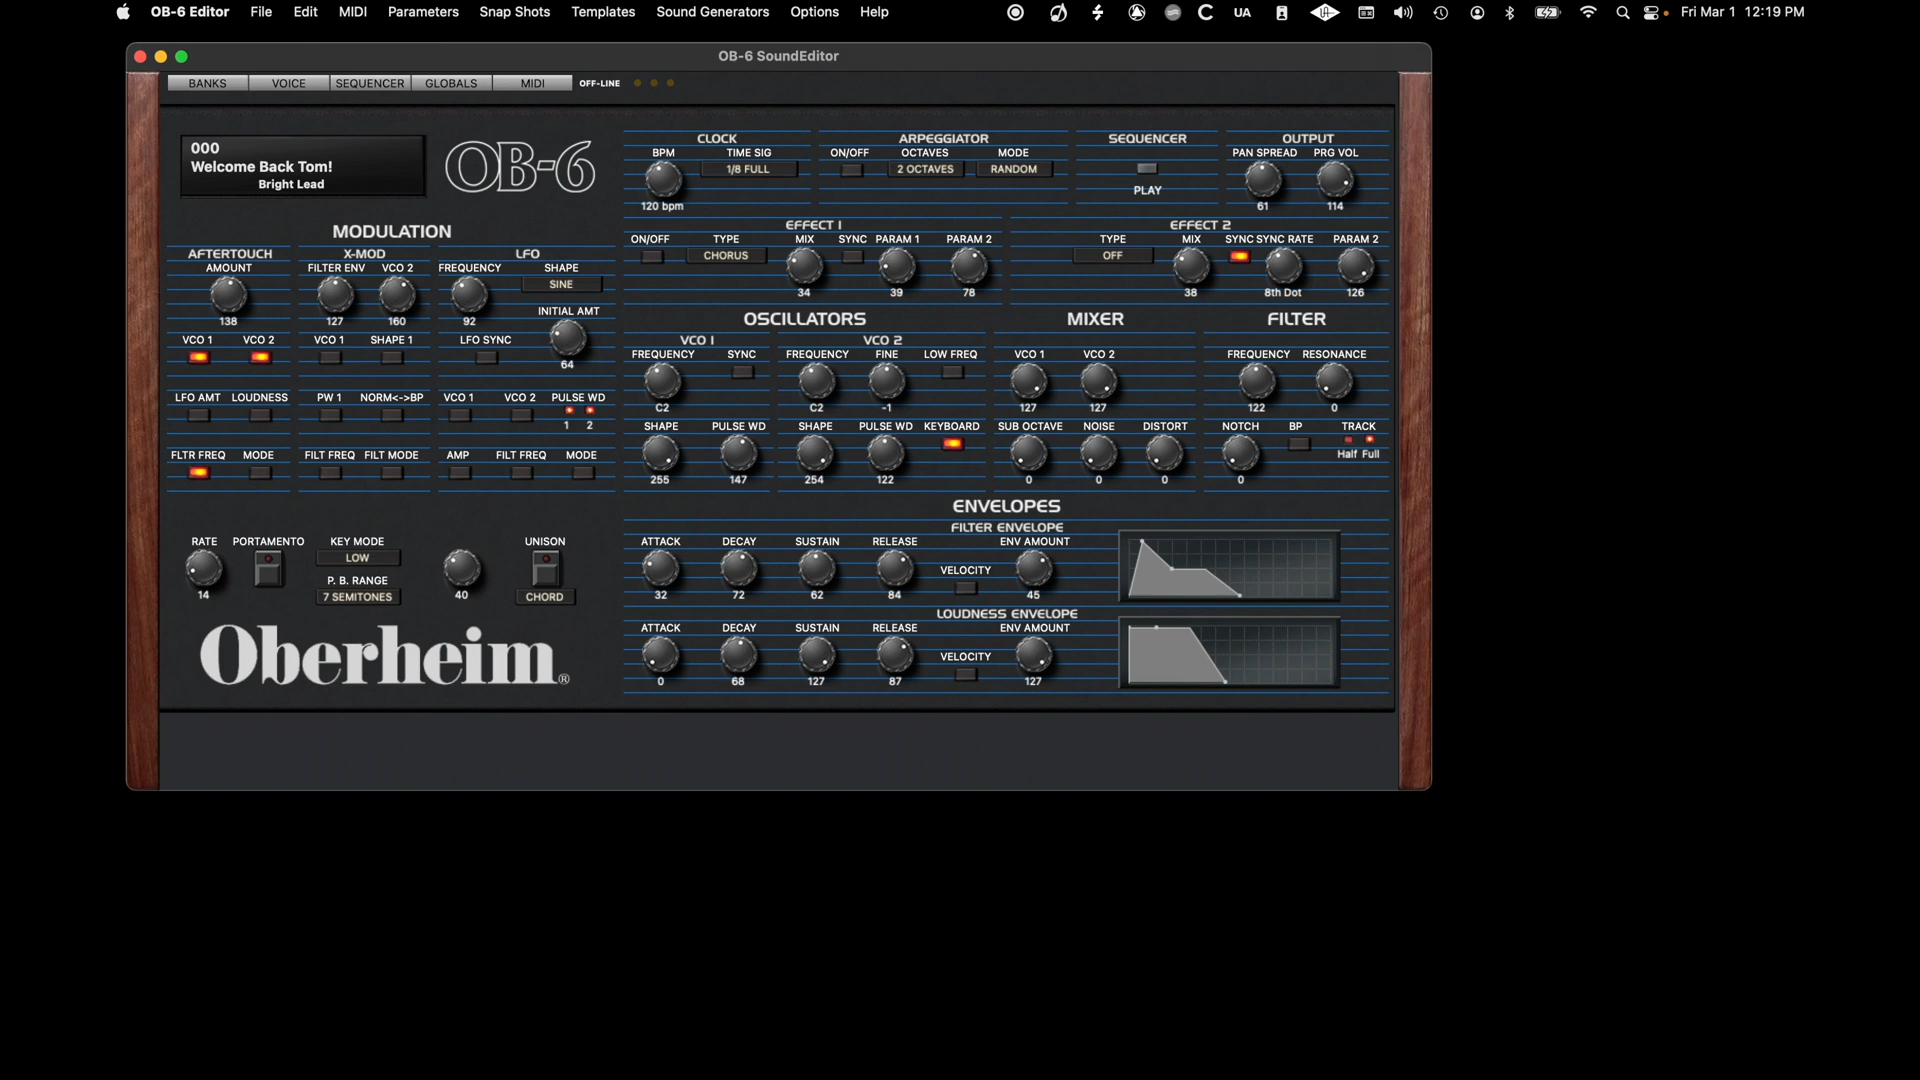 OB-6 Editor File Edit MIDI Parameters Snap Shots Templates Sound Generators Options Help UA Fri Mar 1 12:19 PM
OB-6 SoundEditor
BANKS VOICE SEQUENCER GLOBALS MIDI OFF-LINE
000
Welcome Back Tom!
Bright Lead
OB-6
CLOCK
BPM TIME SIG
1/8 FULL
120 bpm
ARPEGGIATOR
ON/OFF OCTAVES MODE
2 OCTAVES RANDOM
SEQUENCER
PLAY
OUTPUT
PAN SPREAD PRG VOL
61 114
MODULATION
AFTERTOUCH
AMOUNT
138
VCO 1 VCO 2
LFO AMT LOUDNESS
FLTR FREQ MODE
X-MOD
FILTER ENV VCO 2
127 160
VCO 1 SHAPE 1
PW 1 NORM<->BP
FILT FREQ FILT MODE
LFO
FREQUENCY SHAPE
SINE
92
INITIAL AMT
64
LFO SYNC
VCO 1 VCO 2 PULSE WD
1 2
AMP FILT FREQ MODE
EFFECT 1
ON/OFF TYPE MIX SYNC PARAM 1 PARAM 2
CHORUS
34 39 78
EFFECT 2
TYPE MIX SYNC SYNC RATE PARAM 2
OFF
38 8th Dot 126
OSCILLATORS
VCO 1
FREQUENCY SYNC
C2
SHAPE PULSE WD
255 147
VCO 2
FREQUENCY FINE LOW FREQ
C2 -1
SHAPE PULSE WD KEYBOARD
254 122
MIXER
VCO 1 VCO 2
127 127
SUB OCTAVE NOISE DISTORT
0 0 0
FILTER
FREQUENCY RESONANCE
122 0
NOTCH BP TRACK
Half Full
0
RATE PORTAMENTO KEY MODE UNISON
LOW
P. B. RANGE
14 7 SEMITONES 40 CHORD
Oberheim®
ENVELOPES
FILTER ENVELOPE
ATTACK DECAY SUSTAIN RELEASE ENV AMOUNT
VELOCITY
32 72 62 84 45
LOUDNESS ENVELOPE
ATTACK DECAY SUSTAIN RELEASE ENV AMOUNT
VELOCITY
0 68 127 87 127